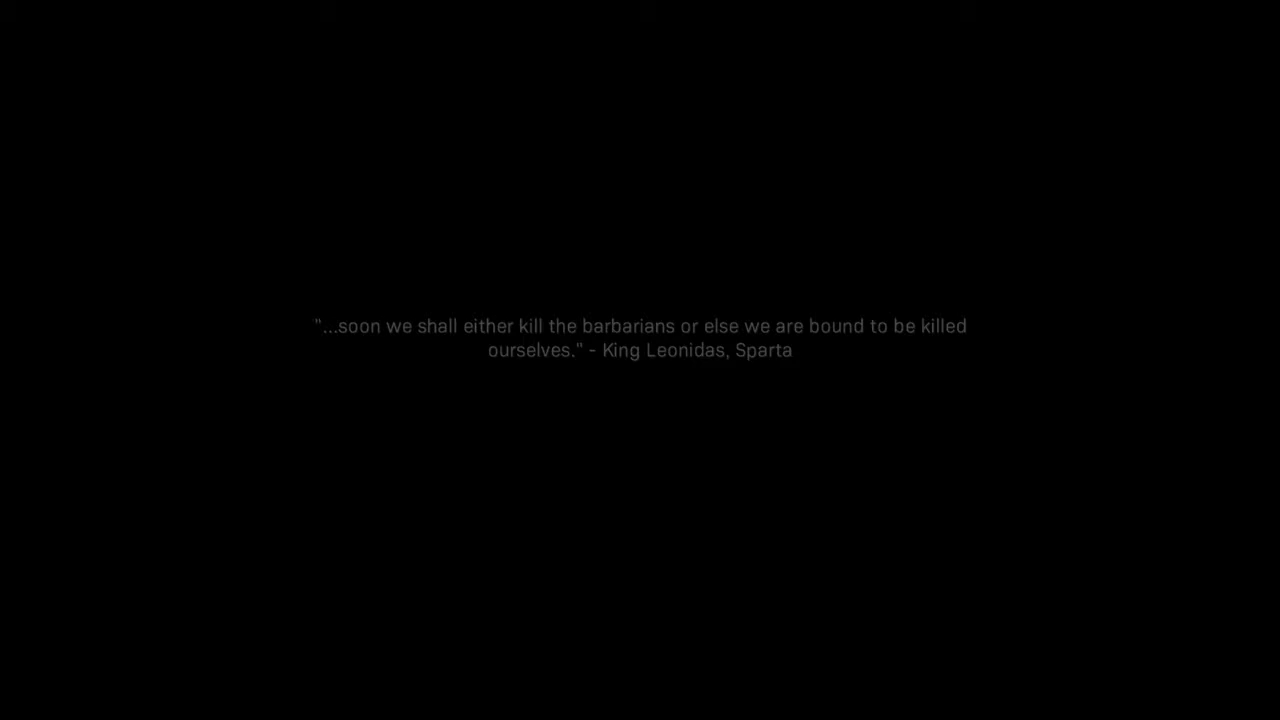 "...soon we shall either kill the barbarians or else we are bound to be killed
ourselves." - King Leonidas, Sparta